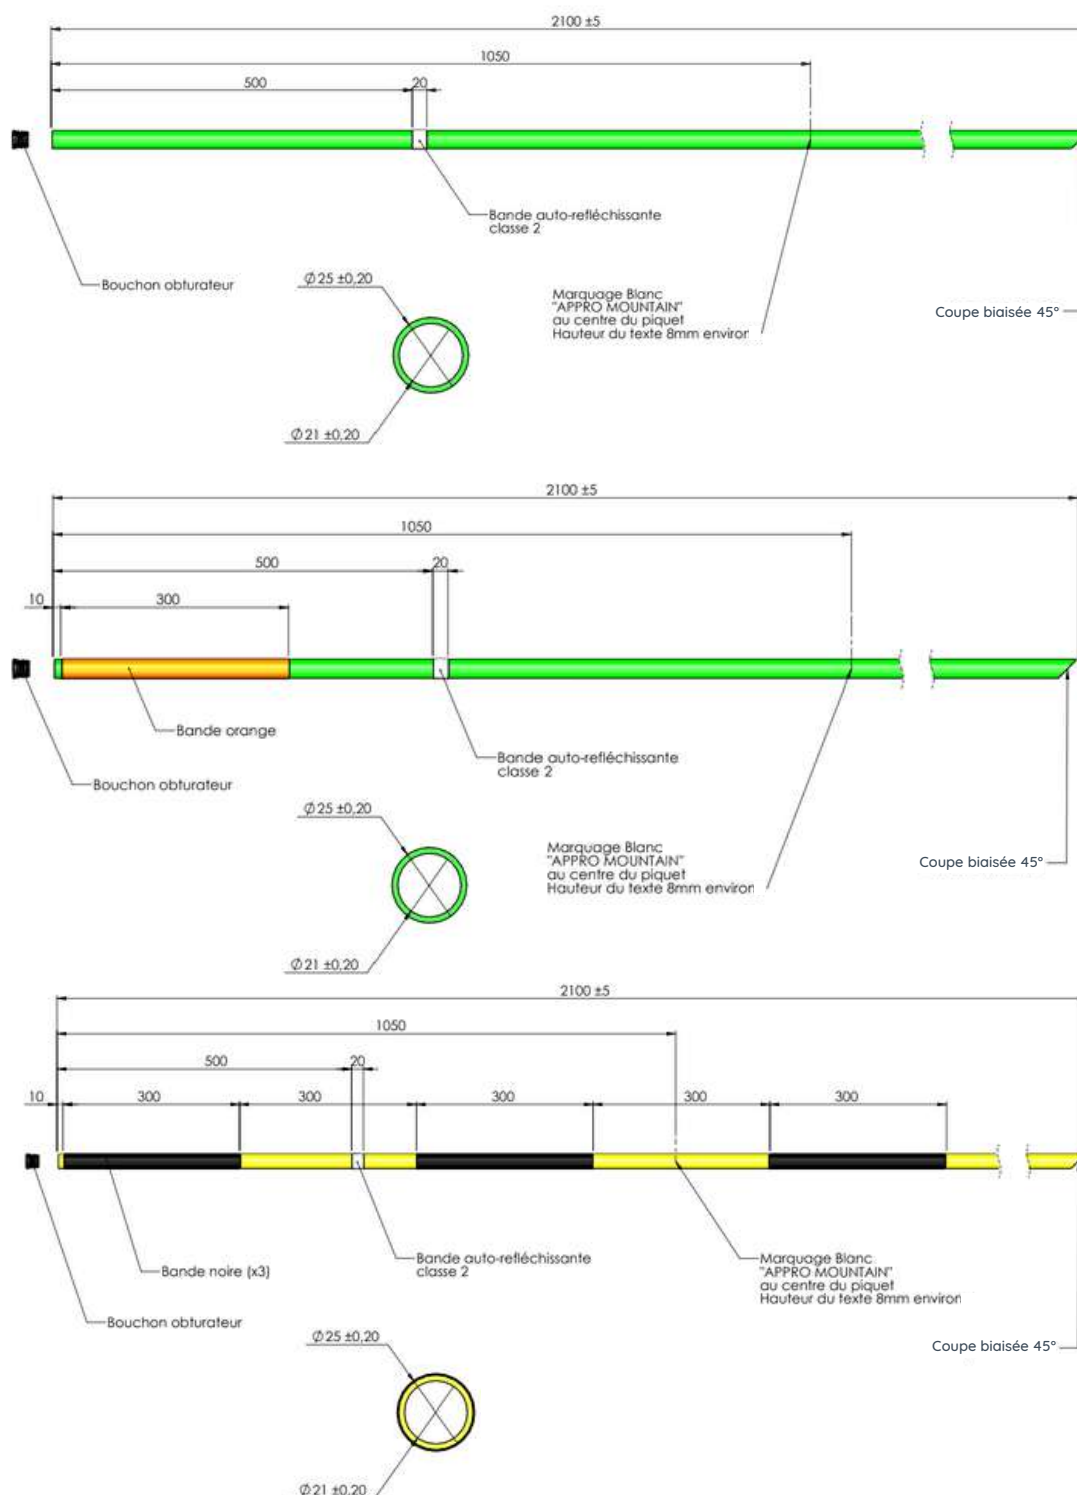 2100 ±5
1050
500
20
Bande auto-refléchissante
classe 2
Bouchon obturateur
Ø25 ±0,20
Marquage Blanc
"APPRO MOUNTAIN"
au centre du piquet
Hauteur du texte 8mm environ
Coupe biaisée 45°
Ø21 ±0,20
2100 ±5
1050
500
20
10
300
Bande orange
Bande auto-refléchissante
classe 2
Bouchon obturateur
Ø25 ±0,20
Marquage Blanc
"APPRO MOUNTAIN"
au centre du piquet
Hauteur du texte 8mm environ
Coupe biaisée 45°
Ø21 ±0,20
2100 ±5
1050
500
20
10
300
300
300
300
300
Bande noire (x3)
Bande auto-refléchissante
classe 2
Marquage Blanc
"APPRO MOUNTAIN"
au centre du piquet
Hauteur du texte 8mm environ
Bouchon obturateur
Ø25 ±0,20
Coupe biaisée 45°
Ø21 ±0,20